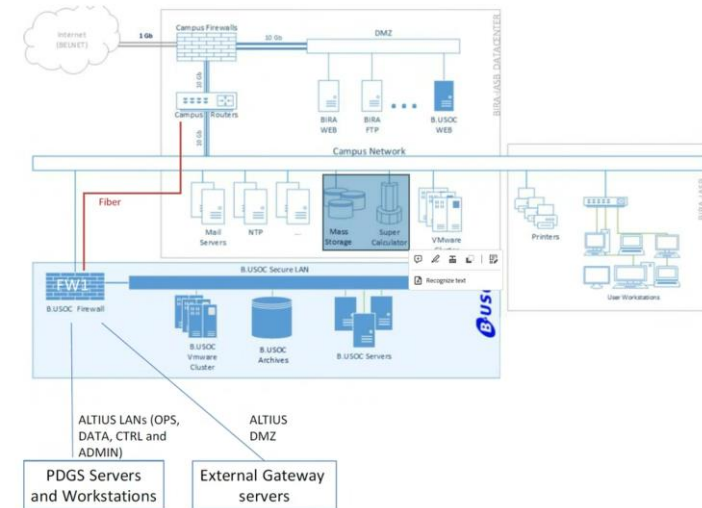 Internet
(BELNET)
1 Gb
Campus Firewalls
10 Gb
DMZ
10 Gb
Campus Routers
10 Gb
BIRA
WEB
BIRA
FTP
B.USOC
WEB
BIRA-IASB DATACENTER
Campus Network
Fiber
Mail
Servers
NTP
...
Mass
Storage
Super
Calculator
VMware
Printers
User Workstations
Recognize text
FW1
B.USOC Firewall
B.USOC Secure LAN
B.USOC
Vmware
Cluster
B.USOC
Archives
B.USOC Servers
B.USOC
ALTIUS LANs (OPS,
DATA, CTRL and
ADMIN)
ALTIUS
DMZ
PDGS Servers
and Workstations
External Gateway
servers